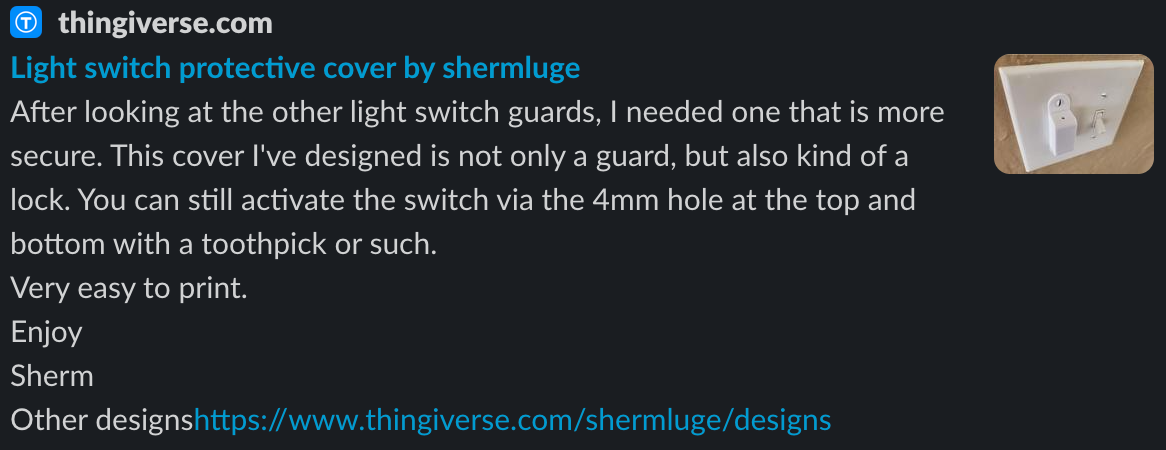 thingiverse.com
Light switch protective cover by shermluge
After looking at the other light switch guards, I needed one that is more
secure. This cover I've designed is not only a guard, but also kind of a
lock. You can still activate the switch via the 4mm hole at the top and
bottom with a toothpick or such.
Very easy to print.
Enjoy
Sherm
Other designshttps://www.thingiverse.com/shermluge/designs